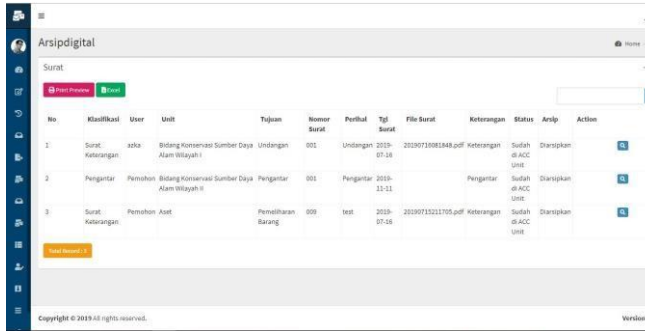 Arsipdigital
Home
Surat
Print Preview Excel
No Klasifikasi User Unit Tujuan Nomor Surat Perihal Tgl Surat File Surat Keterangan Status Arsip Action
1 Surat Keterangan azka Bidang Konservasi Sumber Daya Alam Wilayah I Undangan 001 Undangan 2019-07-16 20190716081848.pdf Keterangan Sudah di ACC Unit Diarsipkan
2 Pengantar Pemohon Bidang Konservasi Sumber Daya Alam Wilayah II Pengantar 001 Pengantar 2019-11-11 Pengantar Sudah di ACC Unit Diarsipkan
3 Surat Keterangan Pemohon Aset Pemeliharan Barang 009 test 2019-07-16 20190715211705.pdf Keterangan Sudah di ACC Unit Diarsipkan
Total Record : 3
Copyright © 2019 All rights reserved.
Version